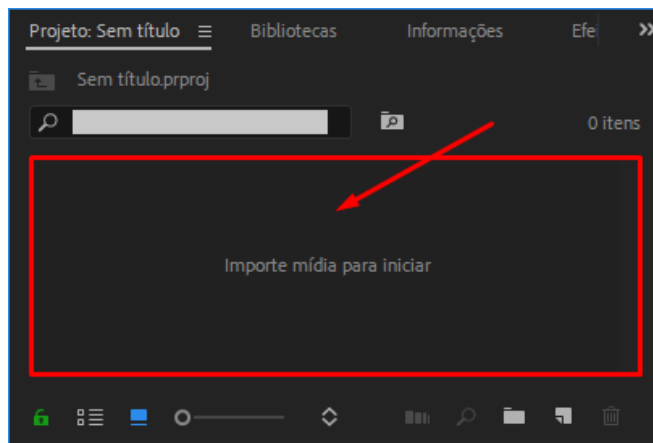 Projeto: Sem título Bibliotecas Informações Efe
Sem título.prproj
0 itens
Importe mídia para iniciar